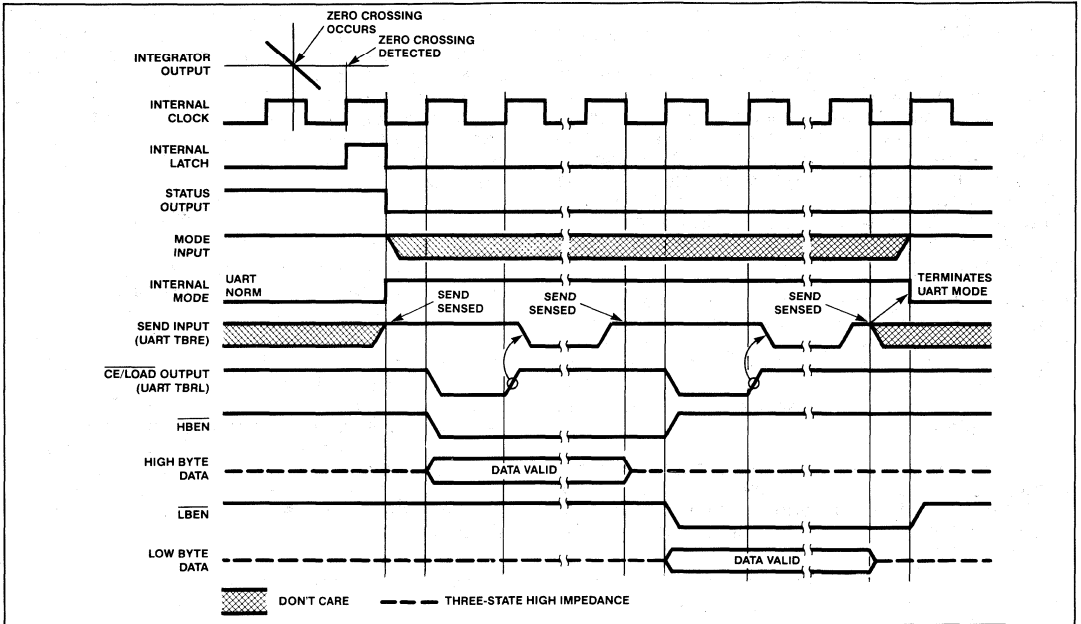 ZERO CROSSING
OCCURS
ZERO CROSSING
DETECTED
INTEGRATOR
OUTPUT
INTERNAL
CLOCK
INTERNAL
LATCH
STATUS
OUTPUT
MODE
INPUT
INTERNAL
MODE
UART
NORM
TERMINATES
UART MODE
SEND
SENSED
SEND
SENSED
SEND
SENSED
SEND INPUT
(UART TBRE)
CE/LOAD OUTPUT
(UART TBRL)
HBEN
HIGH BYTE
DATA
DATA VALID
LBEN
LOW BYTE
DATA
DATA VALID
DON'T CARE
THREE-STATE HIGH IMPEDANCE